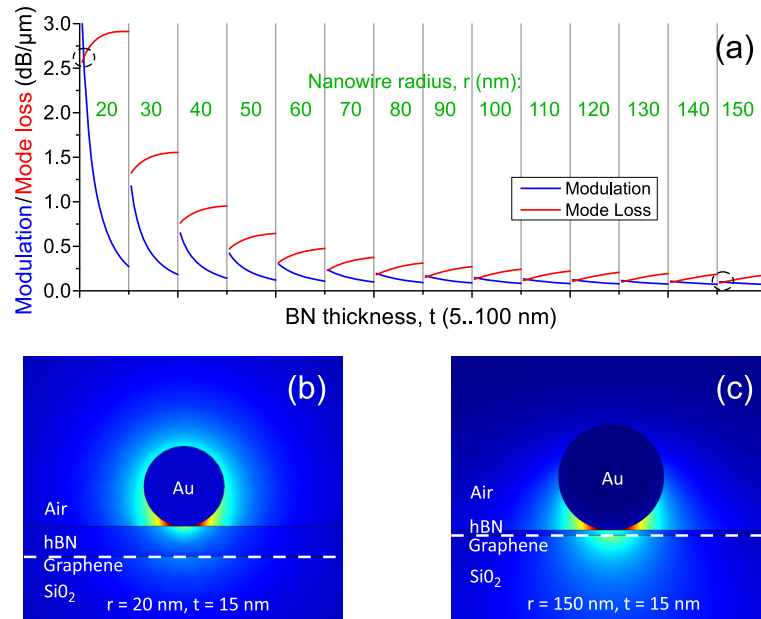 (a)
Modulation/Mode loss (dB/µm)
3.0
2.5
2.0
1.5
1.0
0.5
0.0
Nanowire radius, r (nm):
20 30 40 50 60 70 80 90 100 110 120 130 140 150
Modulation
Mode Loss
BN thickness, t (5..100 nm)
(b)
Au
Air
hBN
Graphene
SiO₂
r = 20 nm, t = 15 nm
(c)
Au
Air
hBN
Graphene
SiO₂
r = 150 nm, t = 15 nm